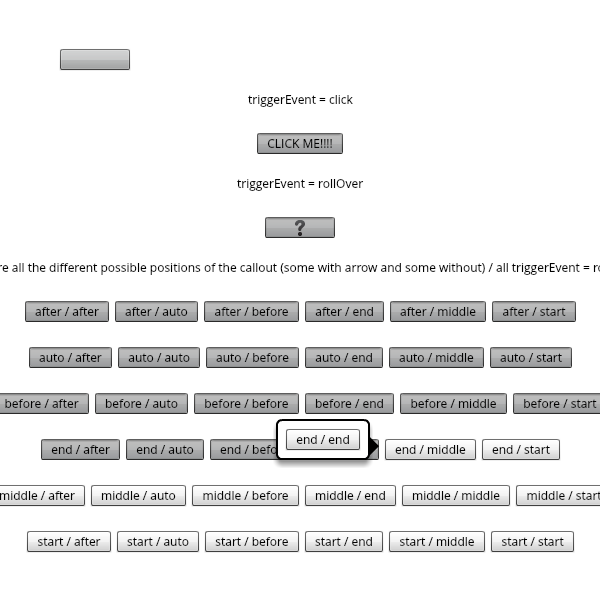 triggerEvent = click
CLICK ME!!!!
triggerEvent = rollOver
?
all the different possible positions of the callout (some with arrow and some without) / all triggerEvent =
after / after after / auto after / before after / end after / middle after / start
auto / after auto / auto auto / before auto / end auto / middle auto / start
before / after before / auto before / before before / end before / middle before / start
end / after end / auto end / end / end end / middle end / start
middle / after middle / auto middle / before middle / end middle / middle middle / start
start / after start / auto start / before start / end start / middle start / start